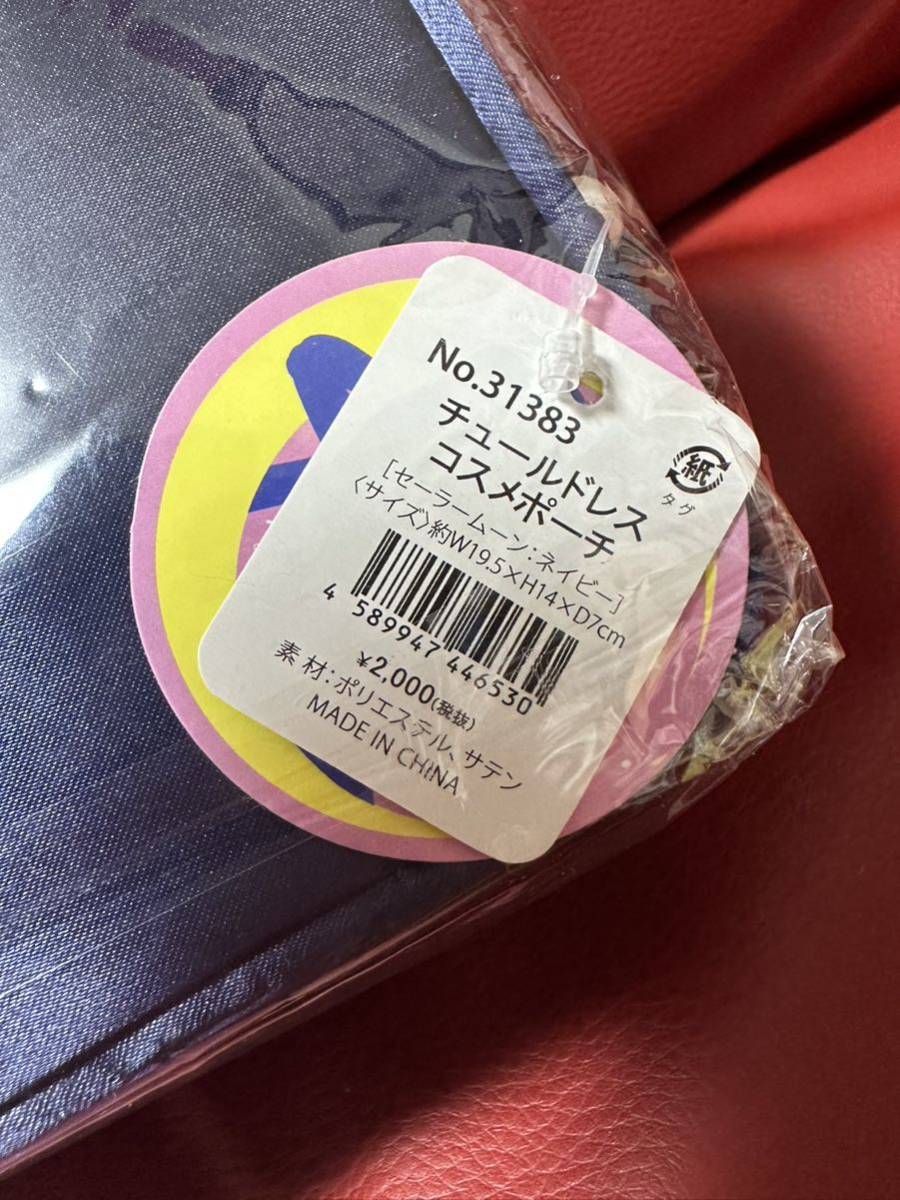 No.31383
チュールドレス
コスメポーチ
紙
タグ
[セーラームーン:ネイビー]
〈サイズ〉約W19.5×H14×D7cm
4 589947 446530
¥2,000(税抜)
素材:ポリエステル、サテン
MADE IN CHINA